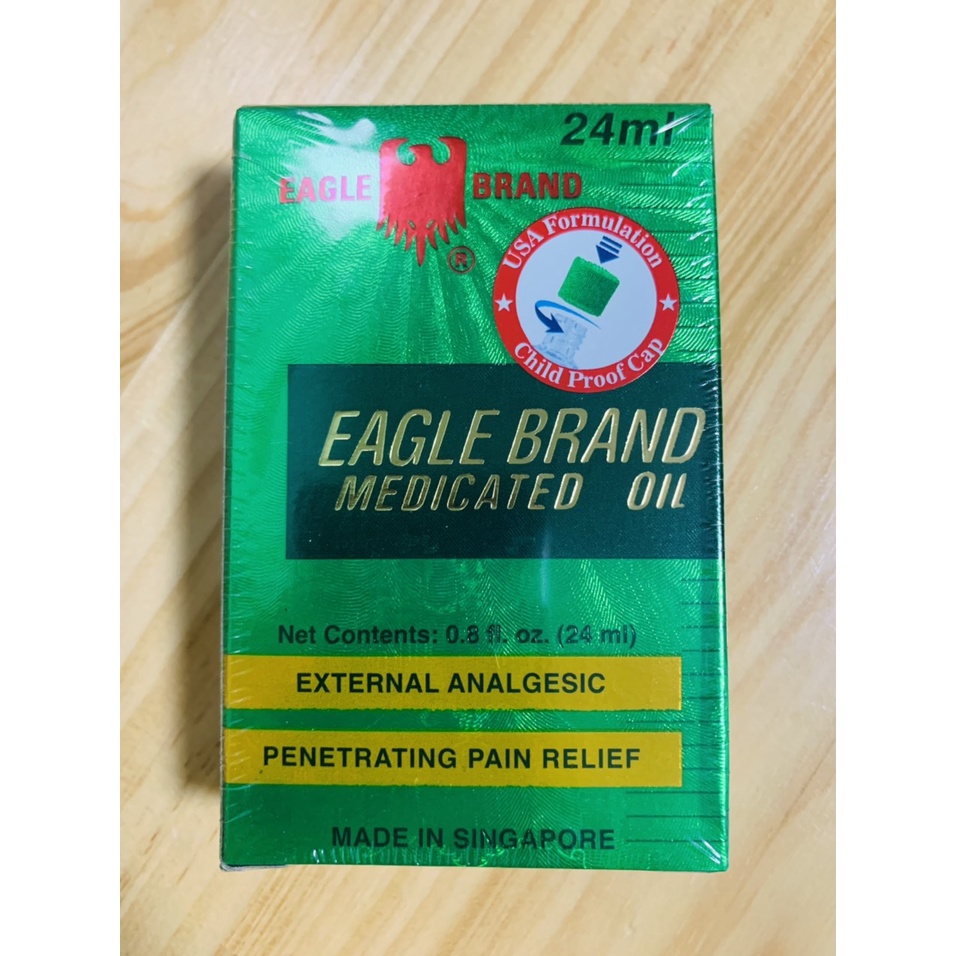 24ml
EAGLE BRAND
®
USA Formulation
Child Proof Cap
EAGLE BRAND
MEDICATED OIL
Net Contents: 0.8 fl. oz. (24 ml)
EXTERNAL ANALGESIC
PENETRATING PAIN RELIEF
MADE IN SINGAPORE